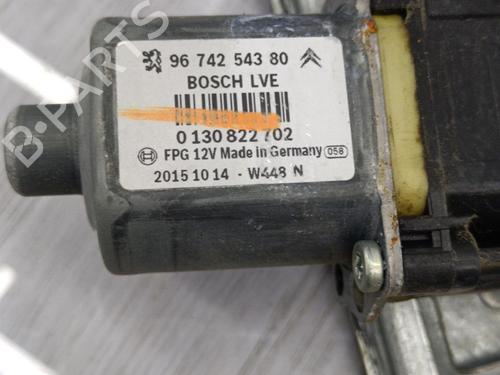 96 742 543 80
BOSCH LVE
0 130 822 702
FPG 12V Made in Germany 058
2015 10 14 - W448 N
B-Parts